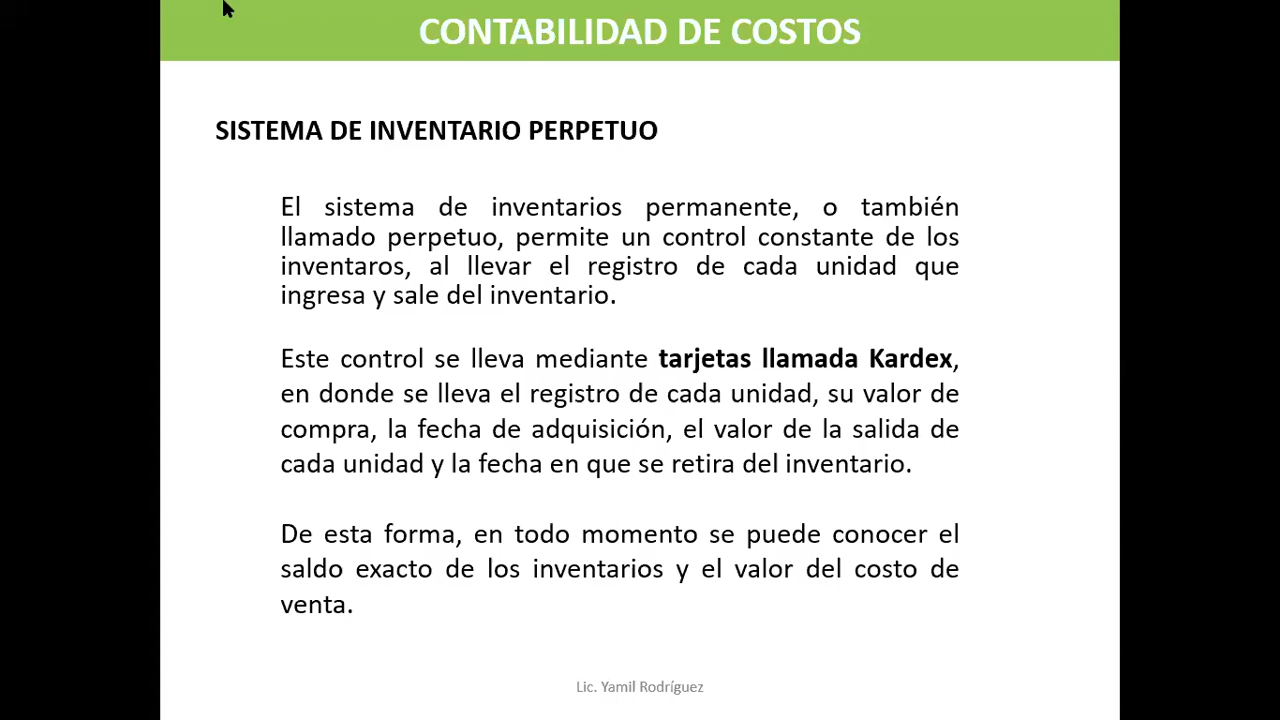 CONTABILIDAD DE COSTOS
SISTEMA DE INVENTARIO PERPETUO
El sistema de inventarios permanente, o también
llamado perpetuo, permite un control constante de los
inventaros, al llevar el registro de cada unidad que
ingresa y sale del inventario.
Este control se lleva mediante tarjetas llamada Kardex,
en donde se lleva el registro de cada unidad, su valor de
compra, la fecha de adquisición, el valor de la salida de
cada unidad y la fecha en que se retira del inventario.
De esta forma, en todo momento se puede conocer el
saldo exacto de los inventarios y el valor del costo de
venta.
Lic. Yamil Rodríguez